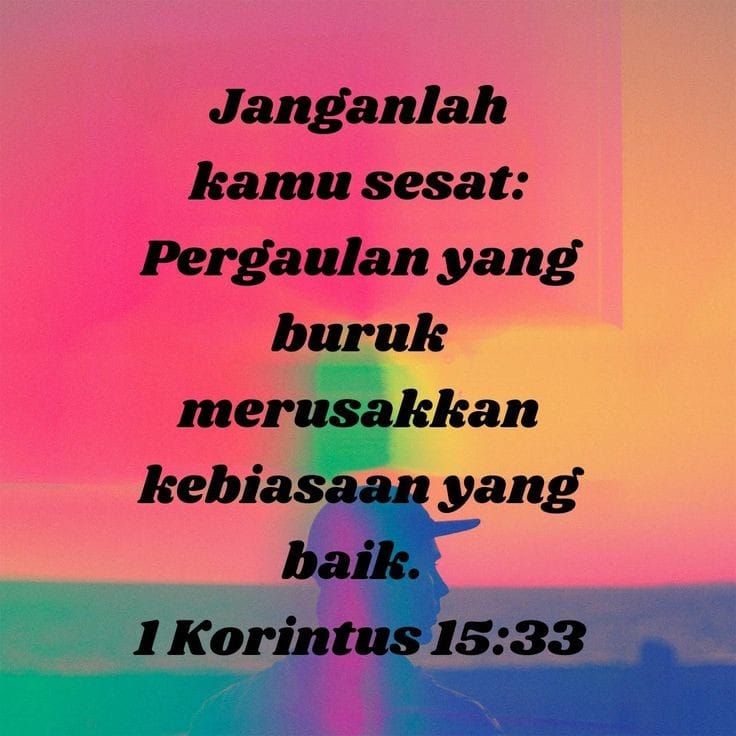 Janganlah
kamu sesat:
Pergaulan yang
buruk
merusakkan
kebiasaan yang
baik.
1 Korintus 15:33